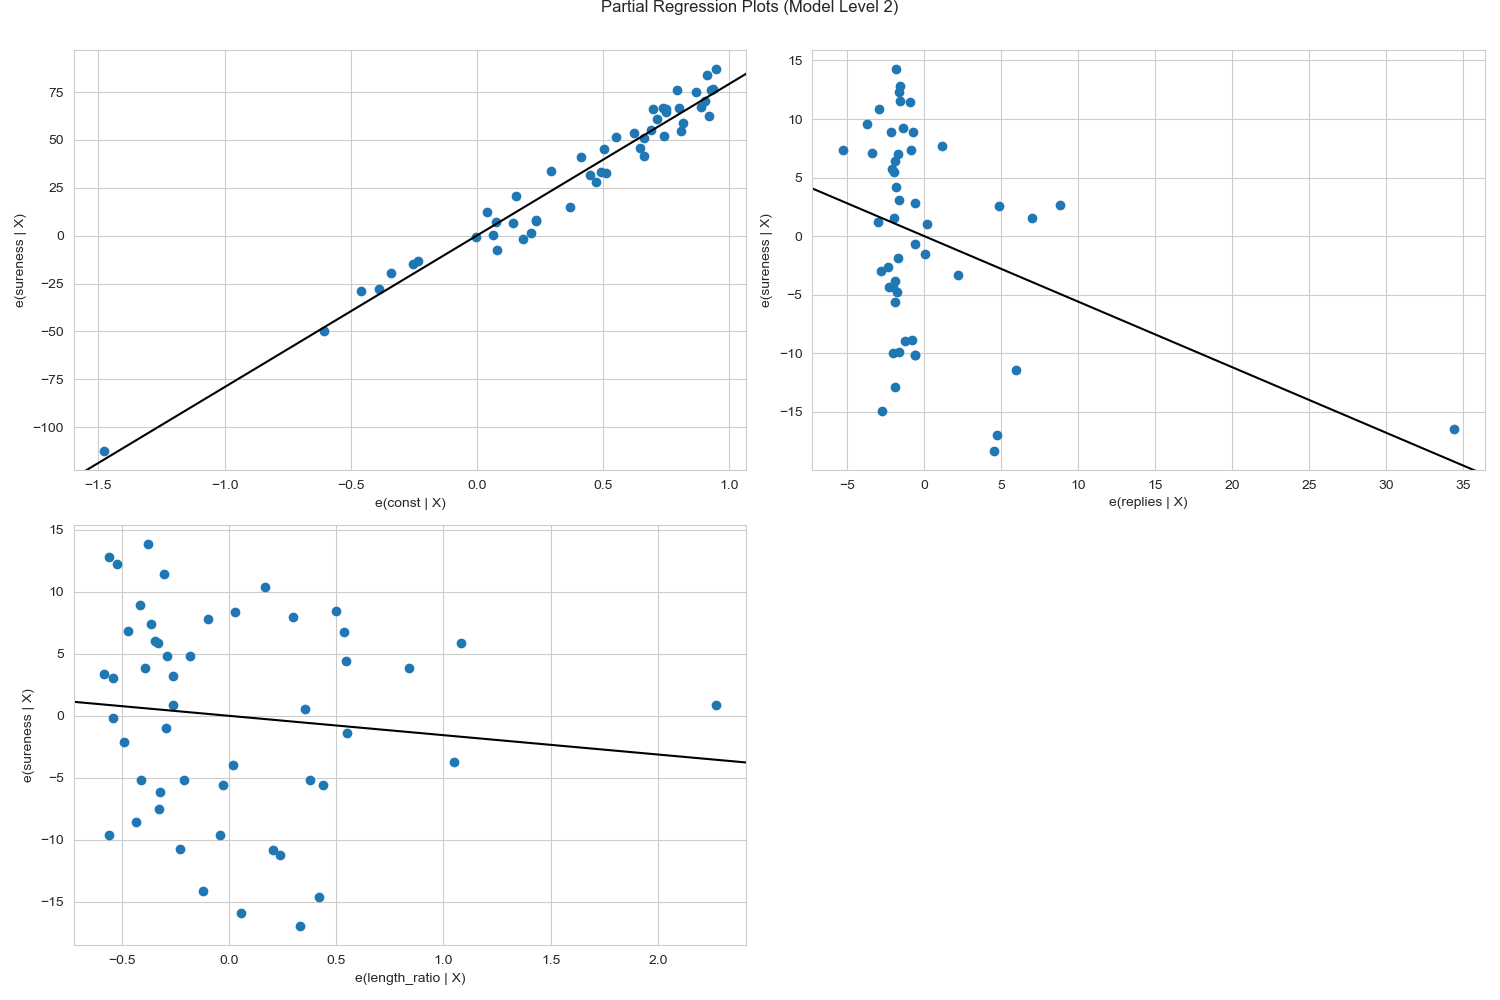 Partial Regression Plots (Model Level 2)
75
50
25
0
−25
−50
−75
−100
e(sureness | X)
−1.5 −1.0 −0.5 0.0 0.5 1.0
e(const | X)
15
10
5
0
−5
−10
−15
e(sureness | X)
−5 0 5 10 15 20 25 30 35
e(replies | X)
15
10
5
0
−5
−10
−15
e(sureness | X)
−0.5 0.0 0.5 1.0 1.5 2.0
e(length_ratio | X)